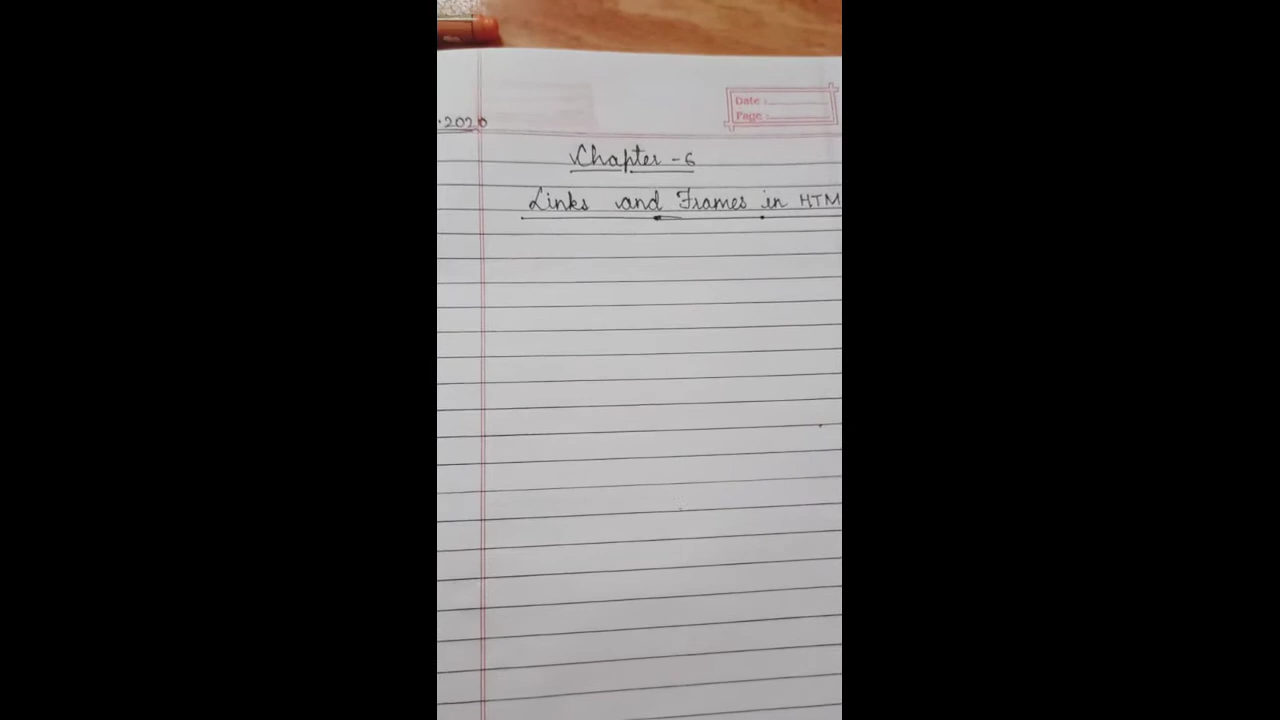 Date :
Page :
.2020
Chapter - 6
Links and Frames in HTM